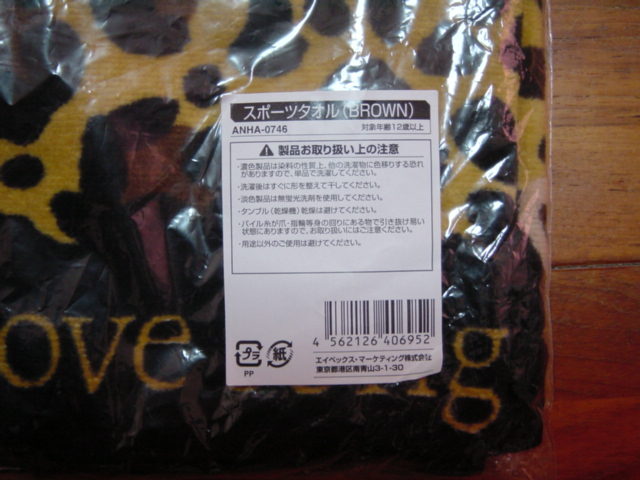 スポーツタオル(BROWN)
ANHA-0746 対象年齢12歳以上
製品お取り扱い上の注意
・濃色製品は染料の性質上、他の洗濯物に色移りする恐れ
がありますので、単品で洗濯してください。
・洗濯後はすぐに形を整えて干してください。
・淡色製品は無蛍光洗剤を使用してください。
・タンブル(乾燥機)乾燥は避けてください。
・パイル糸が爪・指輪等身の回りにある物で引き抜け易い
状態にありますので、お取り扱いにはご注意ください。
・用途以外のご使用は避けてください。
4 562126 406952
プラ 紙
PP
エイベックス・マーケティング株式会社
東京都港区南青山3-1-30
ove